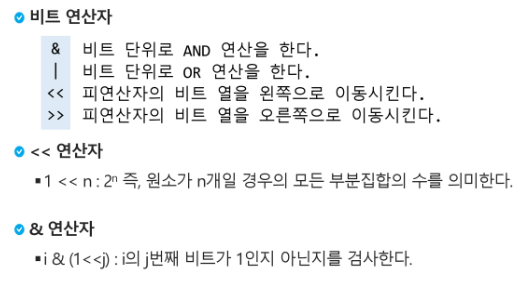 비트 연산자
& 비트 단위로 AND 연산을 한다.
| 비트 단위로 OR 연산을 한다.
<< 피연산자의 비트 열을 왼쪽으로 이동시킨다.
>> 피연산자의 비트 열을 오른쪽으로 이동시킨다.
<< 연산자
▪1 << n : 2ⁿ 즉, 원소가 n개일 경우의 모든 부분집합의 수를 의미한다.
& 연산자
▪i & (1<<j) : i의 j번째 비트가 1인지 아닌지를 검사한다.